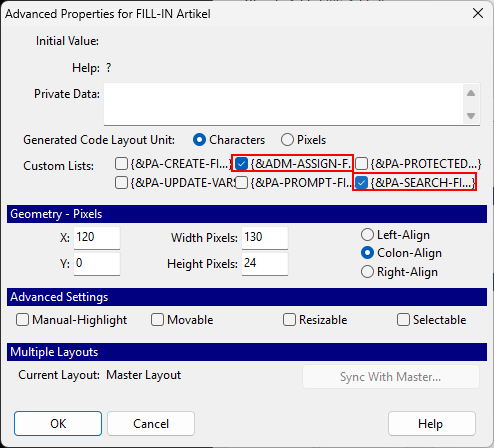 Advanced Properties for FILL-IN Artikel
Initial Value:
Help: ?
Private Data:
Generated Code Layout Unit: Characters Pixels
Custom Lists: {&PA-CREATE-FI...} {&ADM-ASSIGN-F... {&PA-PROTECTED...}
{&PA-UPDATE-VARS {&PA-PROMPT-FI... {&PA-SEARCH-FI...}
Geometry - Pixels
X: 120 Width Pixels: 130 Left-Align
Colon-Align
Y: 0 Height Pixels: 24 Right-Align
Advanced Settings
Manual-Highlight Movable Resizable Selectable
Multiple Layouts
Current Layout: Master Layout Sync With Master...
OK Cancel Help